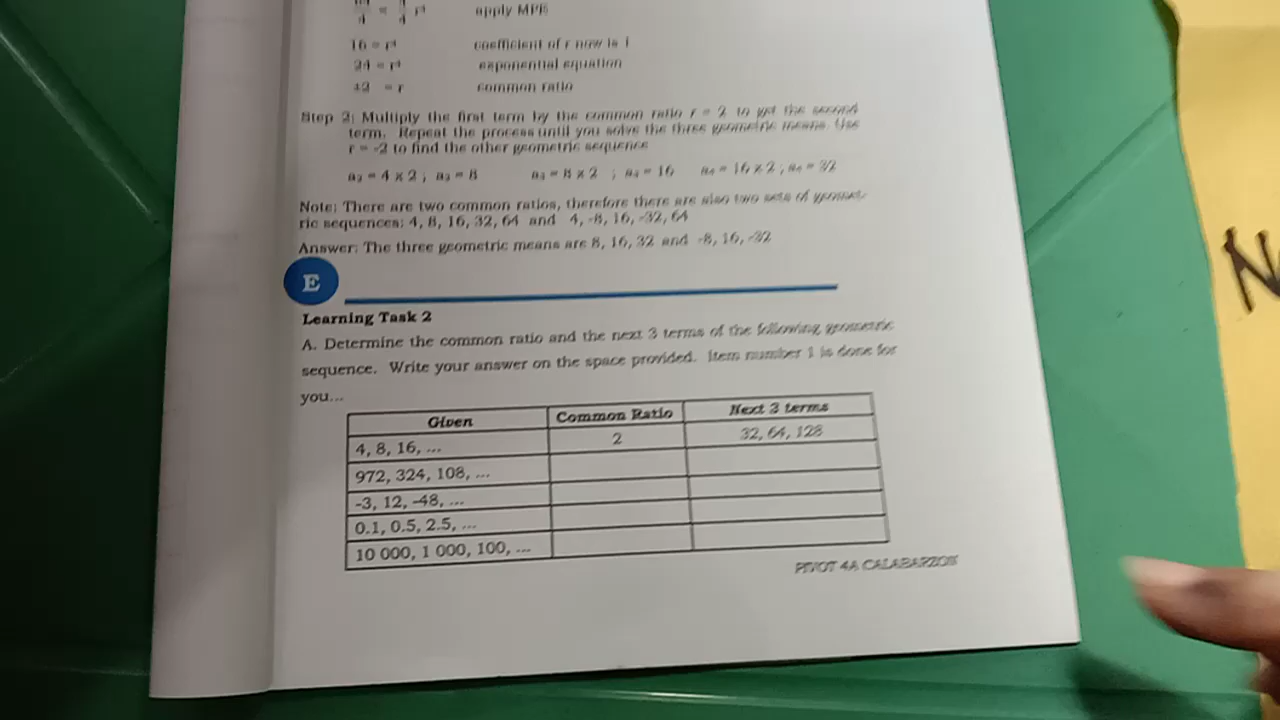 apply MPE
16 = r⁴ coefficient of r now is 1
24 = r⁴ exponential equation
±2 = r common ratio
Step 2: Multiply the first term by the common ratio r = 2 to get the second
term. Repeat the process until you solve the three geometric means. Use
r = -2 to find the other geometric sequence
a₂ = 4 x 2 ; a₂ = 8 a₃ = 8 x 2 ; a₃ = 16 a₄ = 16 x 2 ; a₄ = 32
Note: There are two common ratios, therefore there are also two sets of geomet-
ric sequences: 4, 8, 16, 32, 64 and 4, -8, 16, -32, 64
Answer: The three geometric means are 8, 16, 32 and -8, 16, -32
E
Learning Task 2
A. Determine the common ratio and the next 3 terms of the following geometric
sequence. Write your answer on the space provided. Item number 1 is done for
you...
Given Common Ratio Next 3 terms
4, 8, 16, ... 2 32, 64, 128
972, 324, 108, ...
-3, 12, -48, ...
0.1, 0.5, 2.5, ...
10 000, 1 000, 100, ...
PIVOT 4A CALABARZON